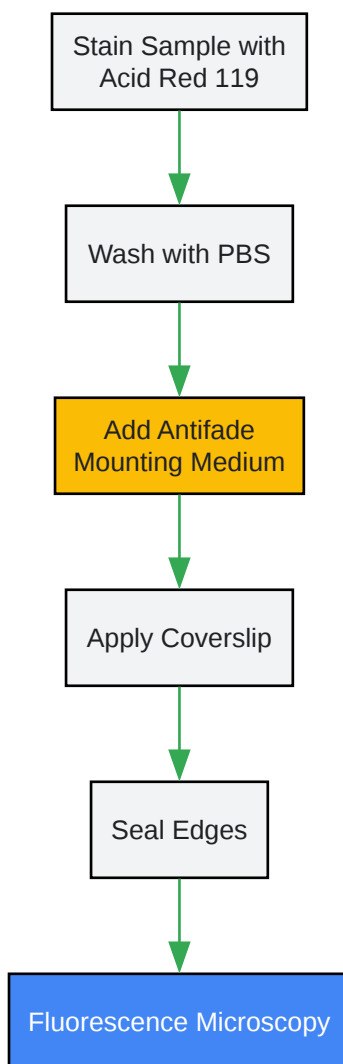 Stain Sample with
Acid Red 119
Wash with PBS
Add Antifade
Mounting Medium
Apply Coverslip
Seal Edges
Fluorescence Microscopy